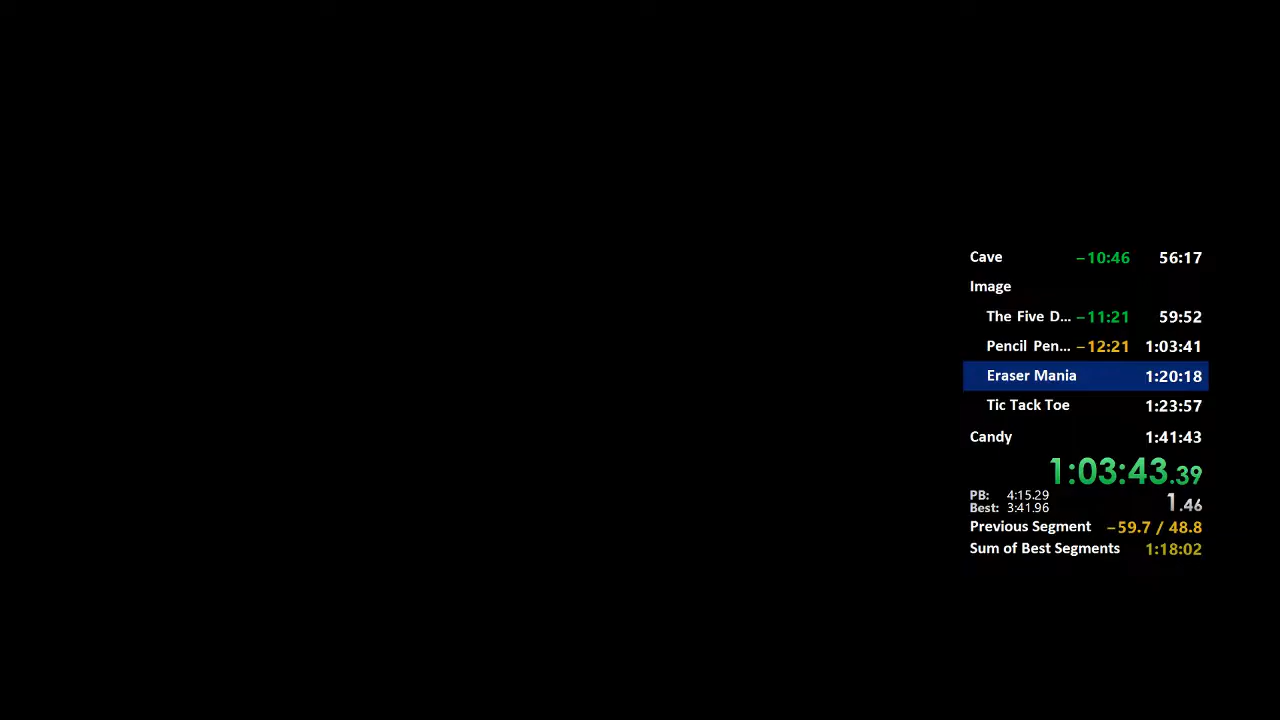 Cave −10:46 56:17
Image
The Five D... −11:21 59:52
Pencil Pen... −12:21 1:03:41
Eraser Mania 1:20:18
Tic Tack Toe 1:23:57
Candy 1:41:43
1:03:43.39
PB: 4:15.29 1.46
Best: 3:41.96
Previous Segment −59.7 / 48.8
Sum of Best Segments 1:18:02